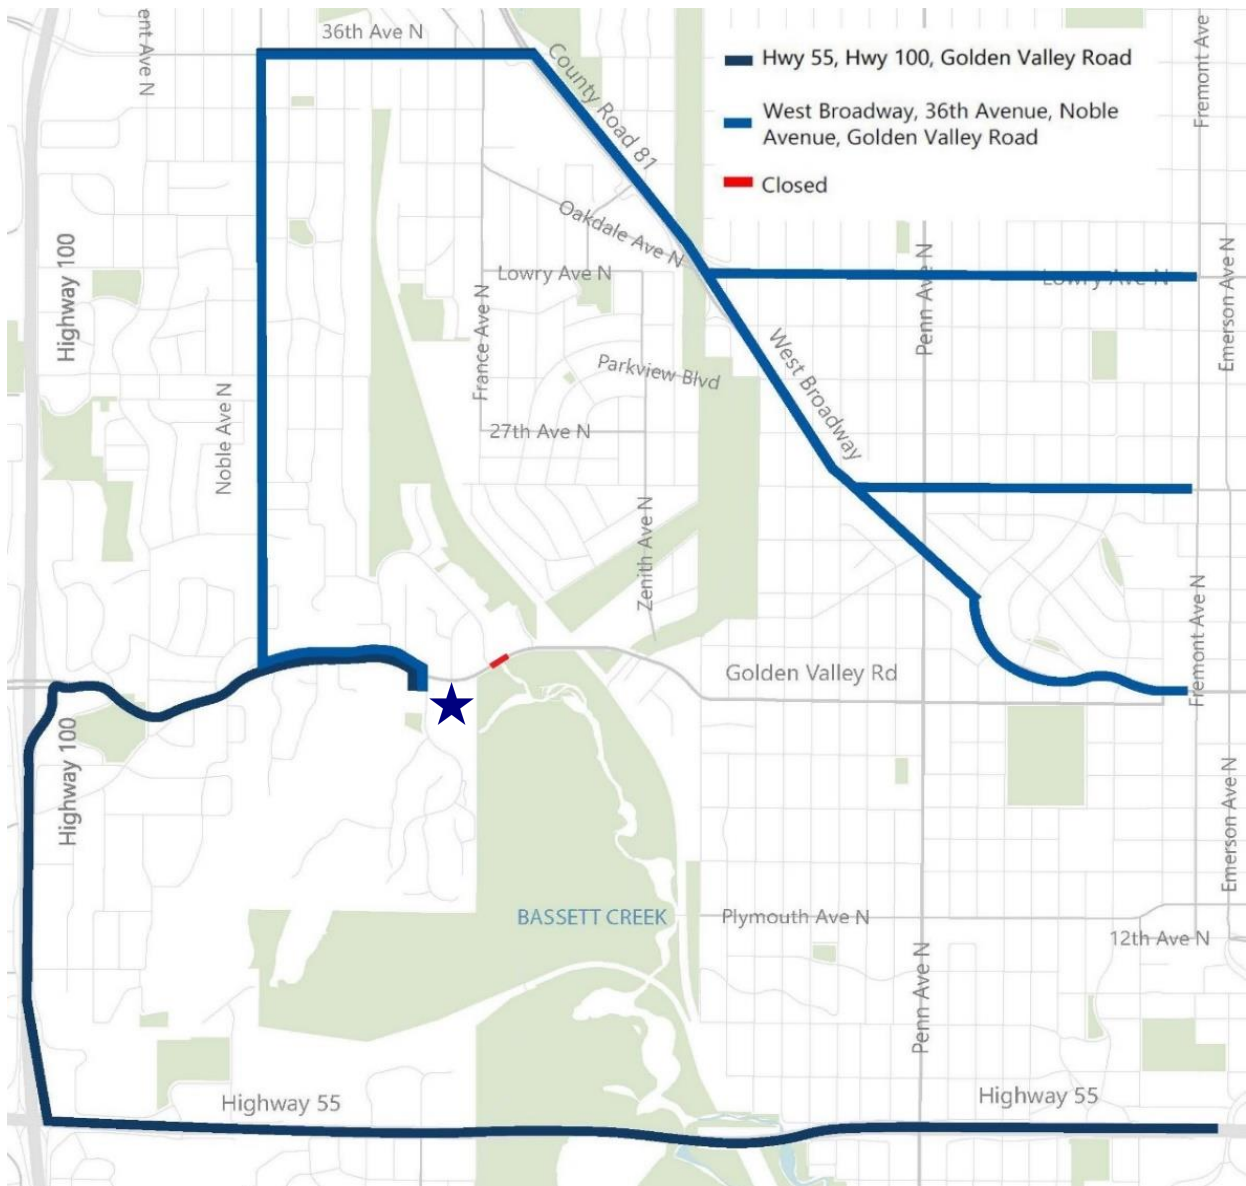 36th Ave N
ent Ave N
County Road 81
Hwy 55, Hwy 100, Golden Valley Road
West Broadway, 36th Avenue, Noble
Avenue, Golden Valley Road
Closed
Fremont Ave
Oakdale Ave N
Highway 100
Lowry Ave N
Penn Ave N
Lowry Ave N
Emerson Ave N
France Ave N
Parkview Blvd
West Broadway
Noble Ave N
27th Ave N
Zenith Ave N
Golden Valley Rd
Fremont Ave N
Highway 100
Emerson Ave N
BASSETT CREEK
Plymouth Ave N
12th Ave N
Penn Ave N
Highway 55
Highway 55